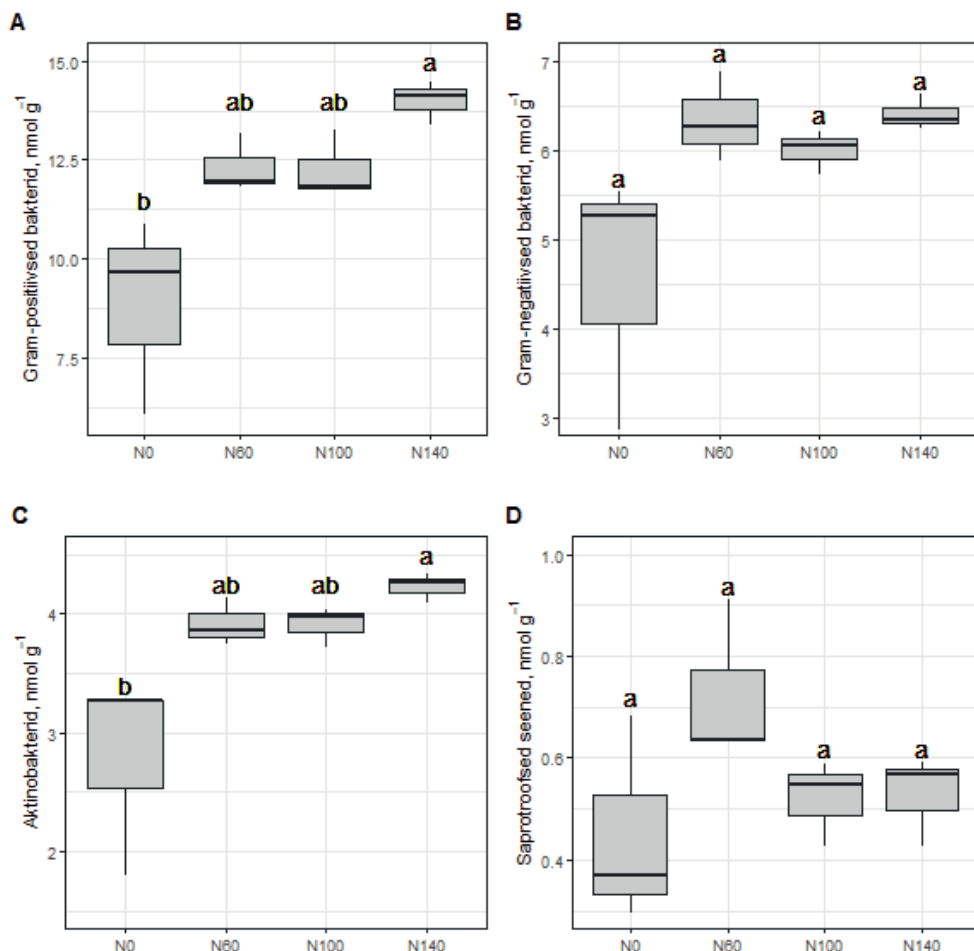 A
Gram-positiivsed bakterid, nmol g⁻¹
15.0
12.5
10.0
7.5
b
ab
ab
a
N0
N60
N100
N140
B
Gram-negatiivsed bakterid, nmol g⁻¹
7
6
5
4
3
a
a
a
a
N0
N60
N100
N140
C
Aktinobakterid, nmol g⁻¹
4
3
2
b
ab
ab
a
N0
N60
N100
N140
D
Saprotroofsed seened, nmol g⁻¹
1.0
0.8
0.6
0.4
a
a
a
a
N0
N60
N100
N140